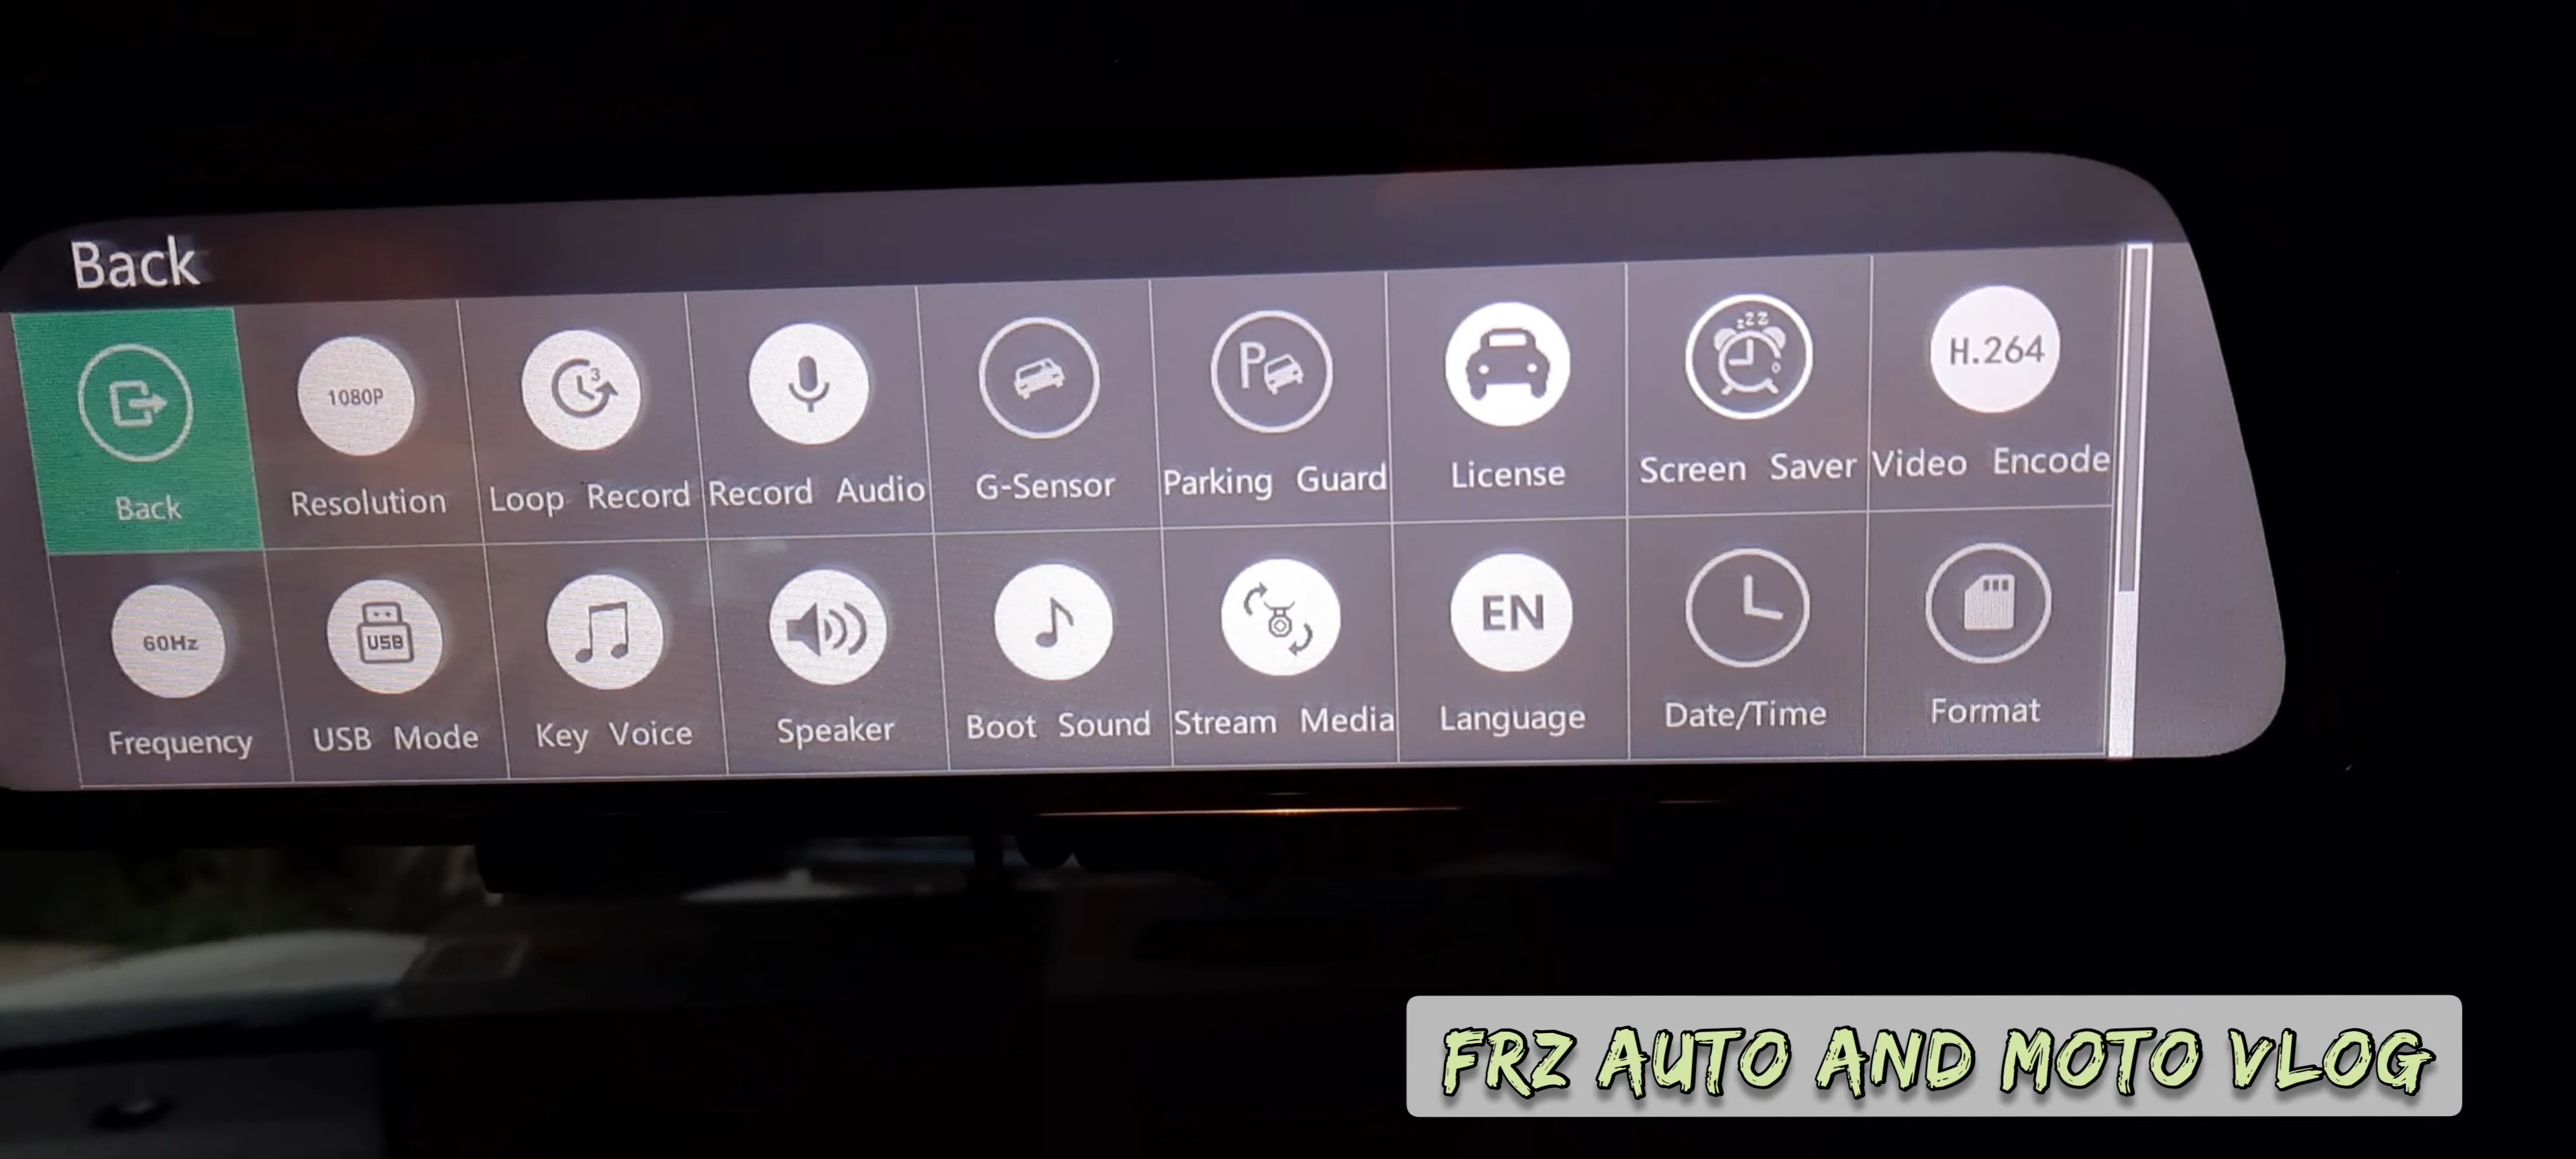 Back
1080P 3 P zzz H.264
Back Resolution Loop Record Record Audio G-Sensor Parking Guard License Screen Saver Video Encode
60Hz USB EN
Frequency USB Mode Key Voice Speaker Boot Sound Stream Media Language Date/Time Format
FRZ AUTO AND MOTO VLOG